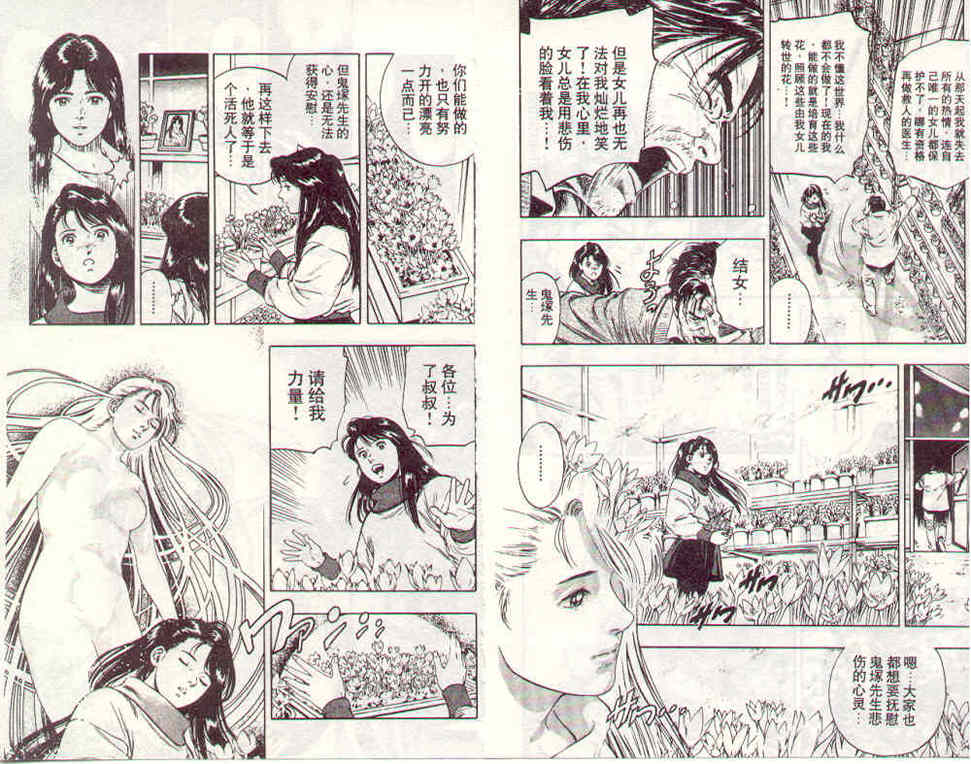 从那天起我就失去
所有的热情，连自
己唯一的女儿都保
护不了！哪有资格
再做救人的医生…
我不懂这世界…我什么
都不会做了！现在的我
，能做的就是培育这些
花，照顾这些由我女儿
转世的花…！
………
但是女儿再也无
法对我灿烂地笑
了！在我心里，
女儿总是用悲伤
的脸看着我…！
结女…
鬼塚先
生…
………
嗯…大家也
都想要抚慰
鬼塚先生悲
伤的心灵…
你们能做的
，也只有努
力开的漂亮
一点而己…
但鬼塚先生的
心，还是无法
获得安慰…
再这样下去
，他就等于是
个活死人了！
………
各位…为
了叔叔！
请给我
力量！